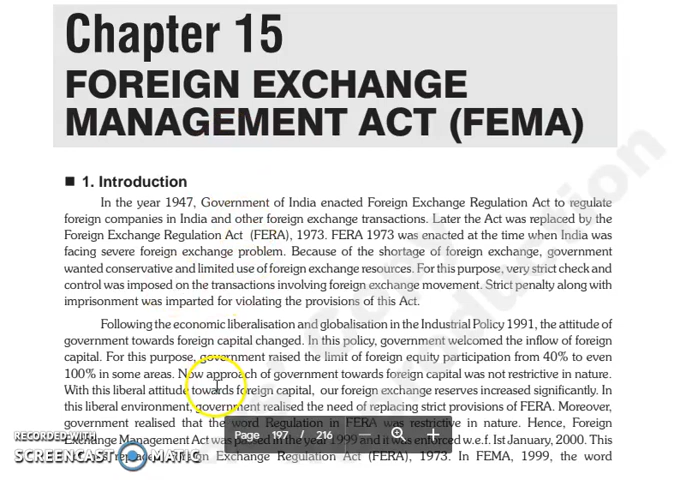 Chapter 15
FOREIGN EXCHANGE
MANAGEMENT ACT (FEMA)
1. Introduction
In the year 1947, Government of India enacted Foreign Exchange Regulation Act to regulate
foreign companies in India and other foreign exchange transactions. Later the Act was replaced by the
Foreign Exchange Regulation Act (FERA), 1973. FERA 1973 was enacted at the time when India was
facing severe foreign exchange problem. Because of the shortage of foreign exchange, government
wanted conservative and limited use of foreign exchange resources. For this purpose, very strict check and
control was imposed on the transactions involving foreign exchange movement. Strict penalty along with
imprisonment was imparted for violating the provisions of this Act.
Following the economic liberalisation and globalisation in the Industrial Policy 1991, the attitude of
government towards foreign capital changed. In this policy, government welcomed the inflow of foreign
capital. For this purpose, government raised the limit of foreign equity participation from 40% to even
100% in some areas. Now approach of government towards foreign capital was not restrictive in nature.
With this liberal attitude towards foreign capital, our foreign exchange reserves increased significantly. In
this liberal environment, government realised the need of replacing strict provisions of FERA. Moreover,
government realised that the word Regulation in FERA was restrictive in nature. Hence, Foreign
Exchange Management Act was passed in the year 1999 and it was enforced w.e.f. Ist January, 2000. This
Exchange Regulation Act (FERA), 1973. In FEMA, 1999, the word
Page 197 / 216
RECORDED WITH
SCREENCAST MATIC